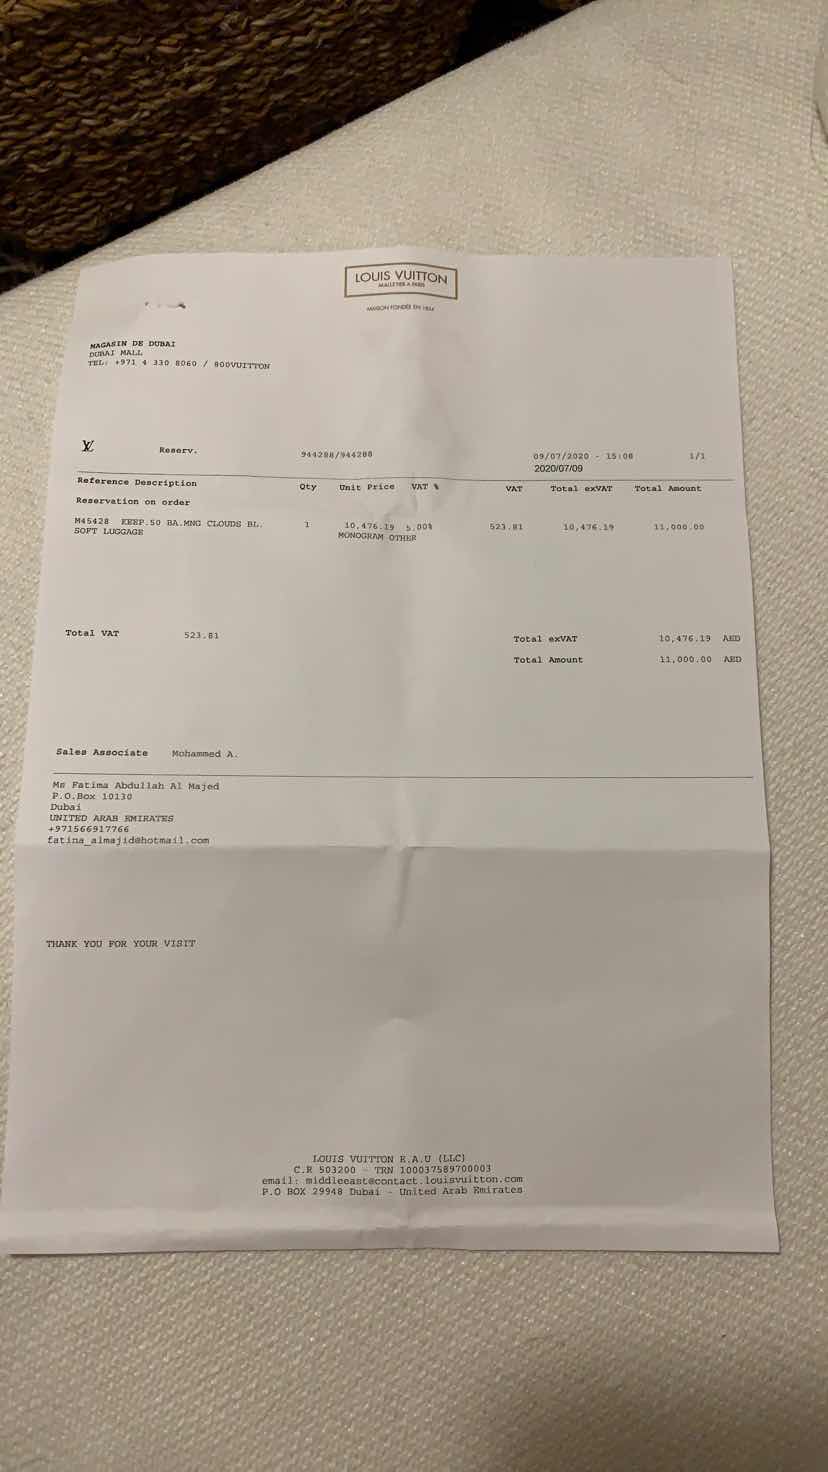 LOUIS VUITTON
MALLETIER A PARIS
MAISON FONDÉE EN 1854
MAGASIN DE DUBAI
DUBAI MALL
TEL: +971 4 330 8060 / 800VUITTON
LV Reserv. 944288/944288 09/07/2020 - 15:08 1/1
2020/07/09
Reference Description Qty Unit Price VAT % VAT Total exVAT Total Amount
Reservation on order
M45428 KEEP.50 BA.MNG CLOUDS BL. 1 10,476.19 5.00% 523.81 10,476.19 11,000.00
SOFT LUGGAGE MONOGRAM OTHER
Total VAT 523.81 Total exVAT 10,476.19 AED
Total Amount 11,000.00 AED
Sales Associate Mohammed A.
Ms Fatima Abdullah Al Majed
P.O.Box 10130
Dubai
UNITED ARAB EMIRATES
+971566917766
fatina_almajid@hotmail.com
THANK YOU FOR YOUR VISIT
LOUIS VUITTON E.A.U (LLC)
C.R 503200 - TRN 100037589700003
email: middleeast@contact.louisvuitton.com
P.O BOX 29948 Dubai - United Arab Emirates